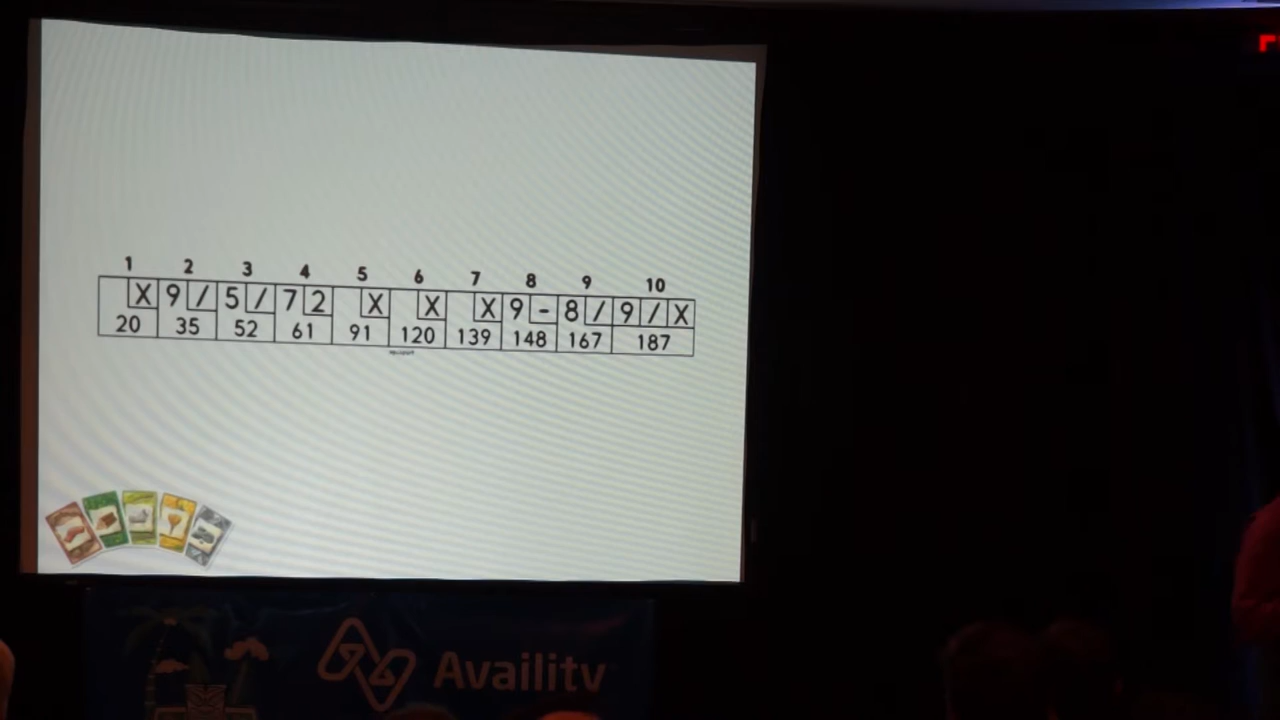 1 2 3 4 5 6 7 8 9 10
X 9 / 5 / 7 2 X X X 9 - 8 / 9 / X
20 35 52 61 91 120 139 148 167 187
Availity